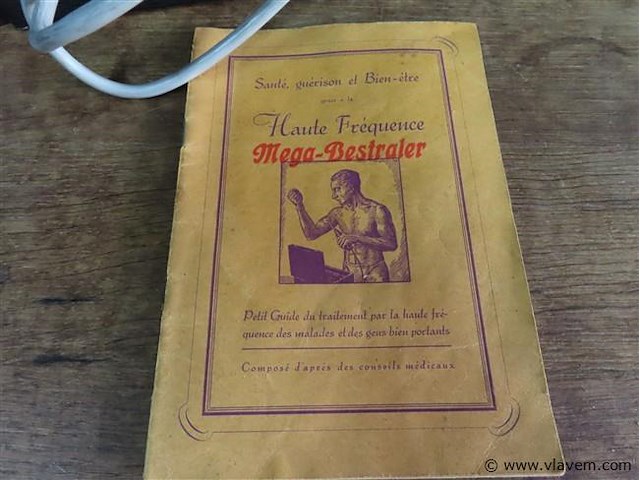 Santé, guérison et Bien-être
Haute Fréquence
Mega-Bestraler
Petit Guide du traitement par la haute fré-
quence des malades et des gens bien portants
Composé d'après des conseils médicaux
© www.vlavem.com